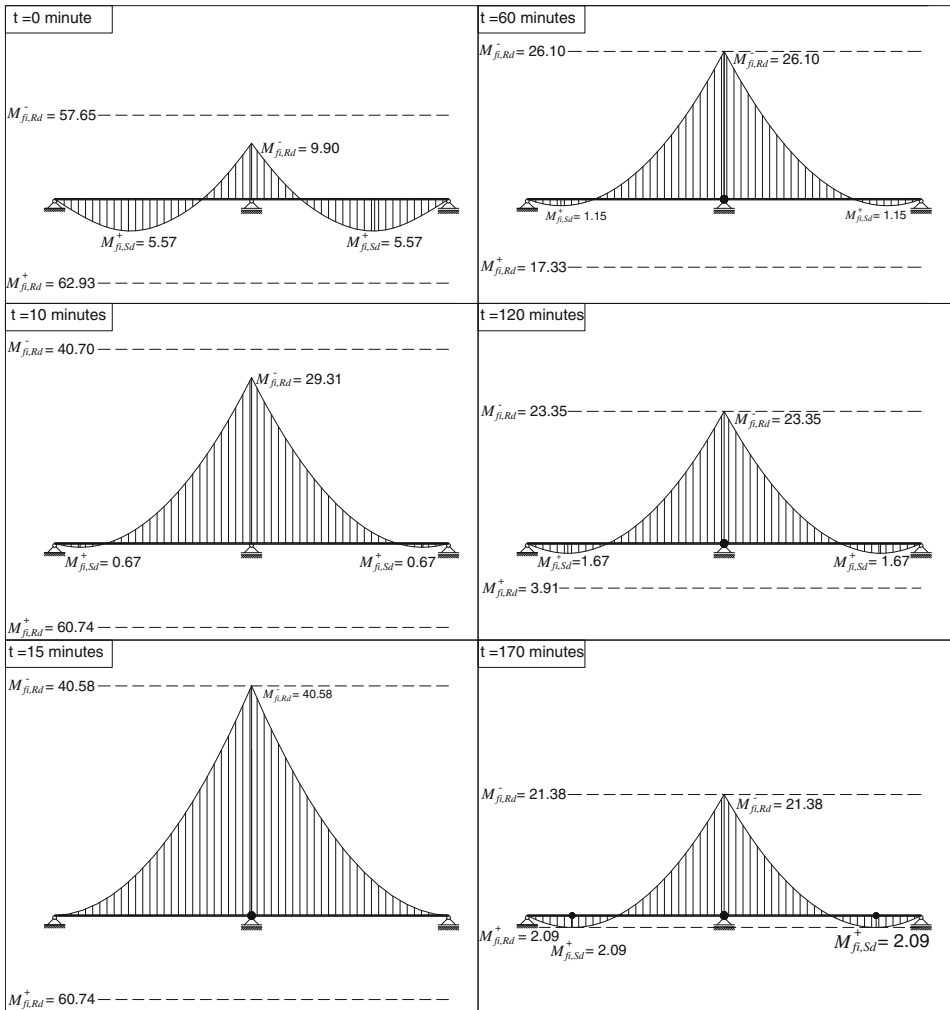 t =0 minute
M⁻fi,Rd = 57.65
M⁻fi,Rd = 9.90
M⁺fi,Sd = 5.57
M⁺fi,Sd = 5.57
M⁺fi,Rd = 62.93
t =10 minutes
M⁻fi,Rd = 40.70
M⁻fi,Rd = 29.31
M⁺fi,Sd = 0.67
M⁺fi,Sd = 0.67
M⁺fi,Rd = 60.74
t =15 minutes
M⁻fi,Rd = 40.58
M⁻fi,Rd = 40.58
M⁺fi,Rd = 60.74
t =60 minutes
M⁻fi,Rd = 26.10
M⁻fi,Rd = 26.10
M⁺fi,Sd = 1.15
M⁺fi,Sd = 1.15
M⁺fi,Rd = 17.33
t =120 minutes
M⁻fi,Rd = 23.35
M⁻fi,Rd = 23.35
M⁺fi,Sd =1.67
M⁺fi,Sd = 1.67
M⁺fi,Rd = 3.91
t =170 minutes
M⁻fi,Rd = 21.38
M⁻fi,Rd = 21.38
M⁺fi,Rd = 2.09
M⁺fi,Sd = 2.09
M⁺fi,Sd = 2.09